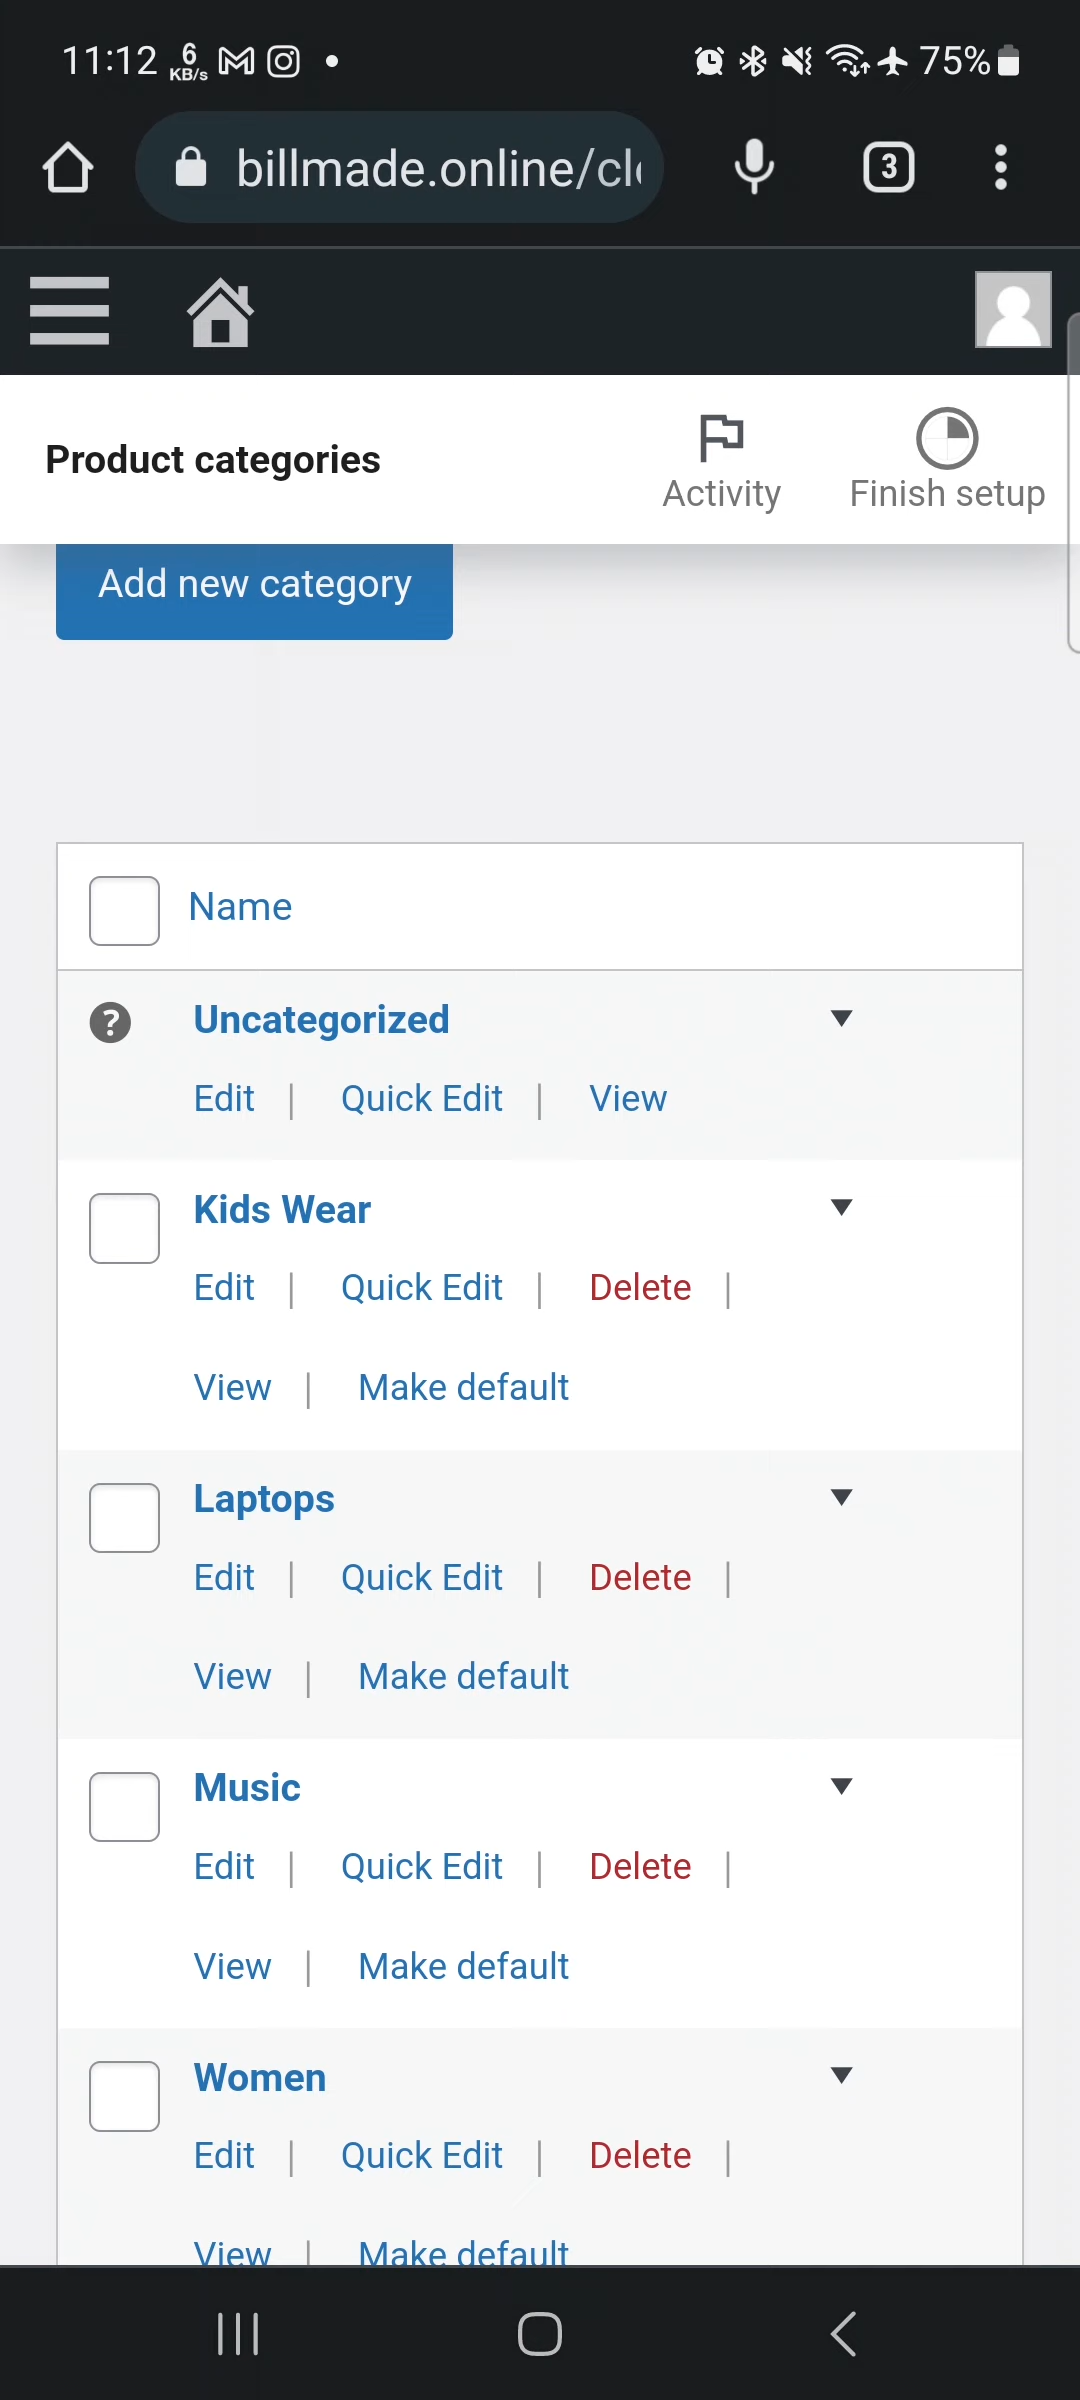 11:12 6 KB/s 75%
billmade.online/cl
3
Product categories
Activity
Finish setup
Add new category
Name
? Uncategorized
Edit | Quick Edit | View
Kids Wear
Edit | Quick Edit | Delete |
View | Make default
Laptops
Edit | Quick Edit | Delete |
View | Make default
Music
Edit | Quick Edit | Delete |
View | Make default
Women
Edit | Quick Edit | Delete |
View | Make default